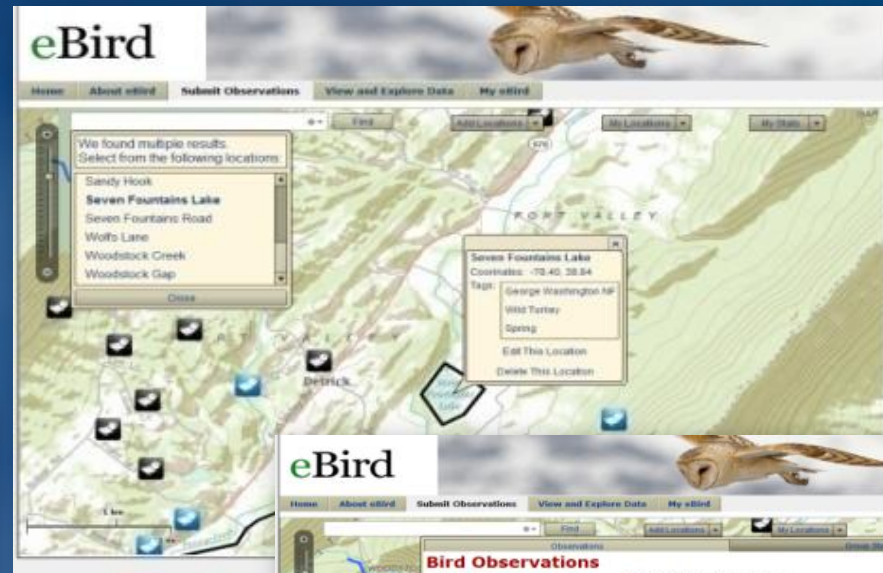 eBird
Home About eBird Submit Observations View and Explore Data My eBird
Find Add Locations My Locations My Stats
We found multiple results.
Select from the following locations:
Sandy Hook
Seven Fountains Lake
Seven Fountains Road
Wolfs Lane
Woodstock Creek
Woodstock Gap
Close
678
FORT VALLEY
Seven Fountains Lake
Coorinates: -78.40, 38.84
Tags:
George Washington NF
Wild Turkey
Spring
Edit This Location
Delete This Location
Detrick
1 km
eBird
Home About eBird Submit Observations View and Explore Data My eBird
Find Add Locations My Locations
Observations
Bird Observations